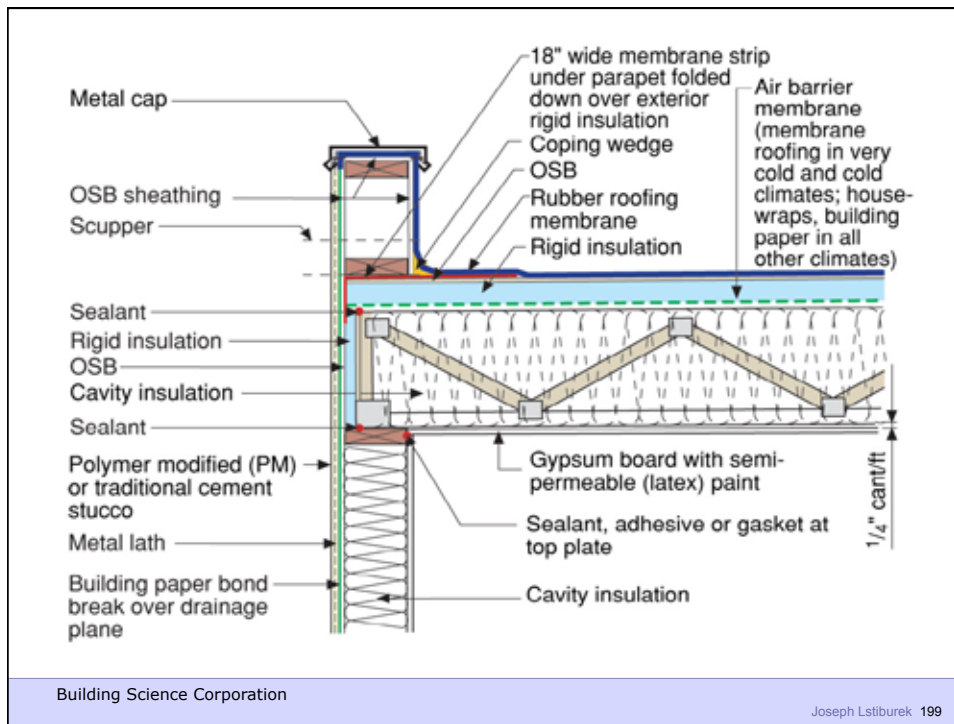 18" wide membrane strip
under parapet folded
down over exterior
rigid insulation
Coping wedge
OSB
Rubber roofing
membrane
Rigid insulation
Air barrier
membrane
(membrane
roofing in very
cold and cold
climates; house-
wraps, building
paper in all
other climates)
Metal cap
OSB sheathing
Scupper
Sealant
Rigid insulation
OSB
Cavity insulation
Sealant
Polymer modified (PM)
or traditional cement
stucco
Metal lath
Building paper bond
break over drainage
plane
Gypsum board with semi-
permeable (latex) paint
Sealant, adhesive or gasket at
top plate
Cavity insulation
1/4" cant/ft
Building Science Corporation
Joseph Lstiburek 199